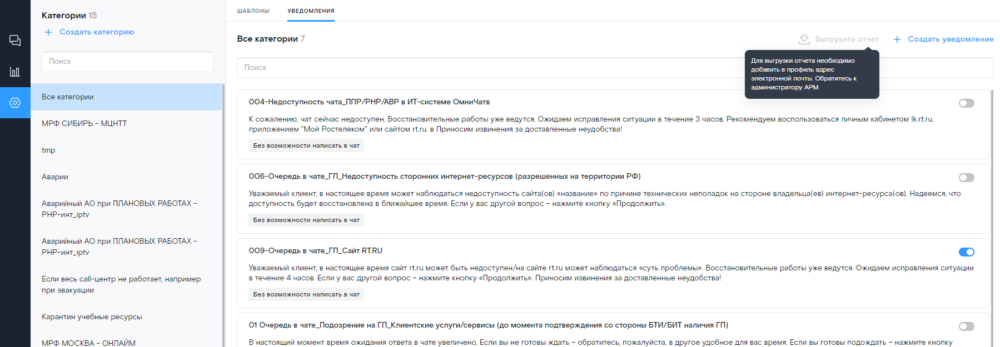 Категории 15
Создать категорию
Поиск
Все категории
МРФ СИБИРЬ - МЦНТТ
tmp
Аварии
Аварийный АО при ПЛАНОВЫХ РАБОТАХ -
РНР-инт_iptv
Аварийный АО при ПЛАНОВЫХ РАБОТАХ -
РНР-инт_iptv
Если весь call-центр не работает, например
при эвакуации
Карантин учебные ресурсы
МРФ МОСКВА - ОНЛАЙМ
ШАБЛОНЫ
УВЕДОМЛЕНИЯ
Все категории 7
Выгрузить отчет
Создать уведомление
Для выгрузки отчета необходимо
добавить в профиль адрес
электронной почты. Обратитесь к
администратору АРМ
Поиск
004-Недоступность чата_ППР/РНР/АВР в ИТ-системе ОмниЧатв
К сожалению, чат сейчас недоступен. Восстановительные работы уже ведутся. Ожидаем исправления ситуации в течение 3 часов. Рекомендуем воспользоваться личным кабинетом lk.rt.ru,
приложением "Мой Ростелеком" или сайтом rt.ru. в Приносим извинения за доставленные неудобства!
Без возможности написать в чат
006-Очередь в чате_ГП_Недоступность сторонних интернет-ресурсов (разрешенных на территории РФ)
Уважаемый клиент, в настоящее время может наблюдаться недоступность сайта(ов) «название» по причине технических неполадок на стороне владельца(ев) интернет-ресурса(ов). Надеемся, что
доступность будет восстановлена в ближайшее время. Если у вас другой вопрос – нажмите кнопку «Продолжить».
Без возможности написать в чат
009-Очередь в чате_ГП_Сайт RT.RU
Уважаемый клиент, в настоящее время сайт rt.ru может быть недоступен/на сайте rt.ru может наблюдаться «суть проблемы». Восстановительные работы уже ведутся. Ожидаем исправления ситуации
в течение 4 часов. Если у вас другой вопрос – нажмите кнопку «Продолжить». Приносим извинения за доставленные неудобства!
Без возможности написать в чат
01 Очередь в чате_Подозрение на ГП_Клиентские услуги/сервисы (до момента подтверждения со стороны БТИ/БИТ наличия ГП)
В настоящий момент время ожидания ответа в чате увеличено. Если вы не готовы ждать – обратитесь, пожалуйста, в другое удобное для вас время. Если вы готовы подождать – нажмите кнопку